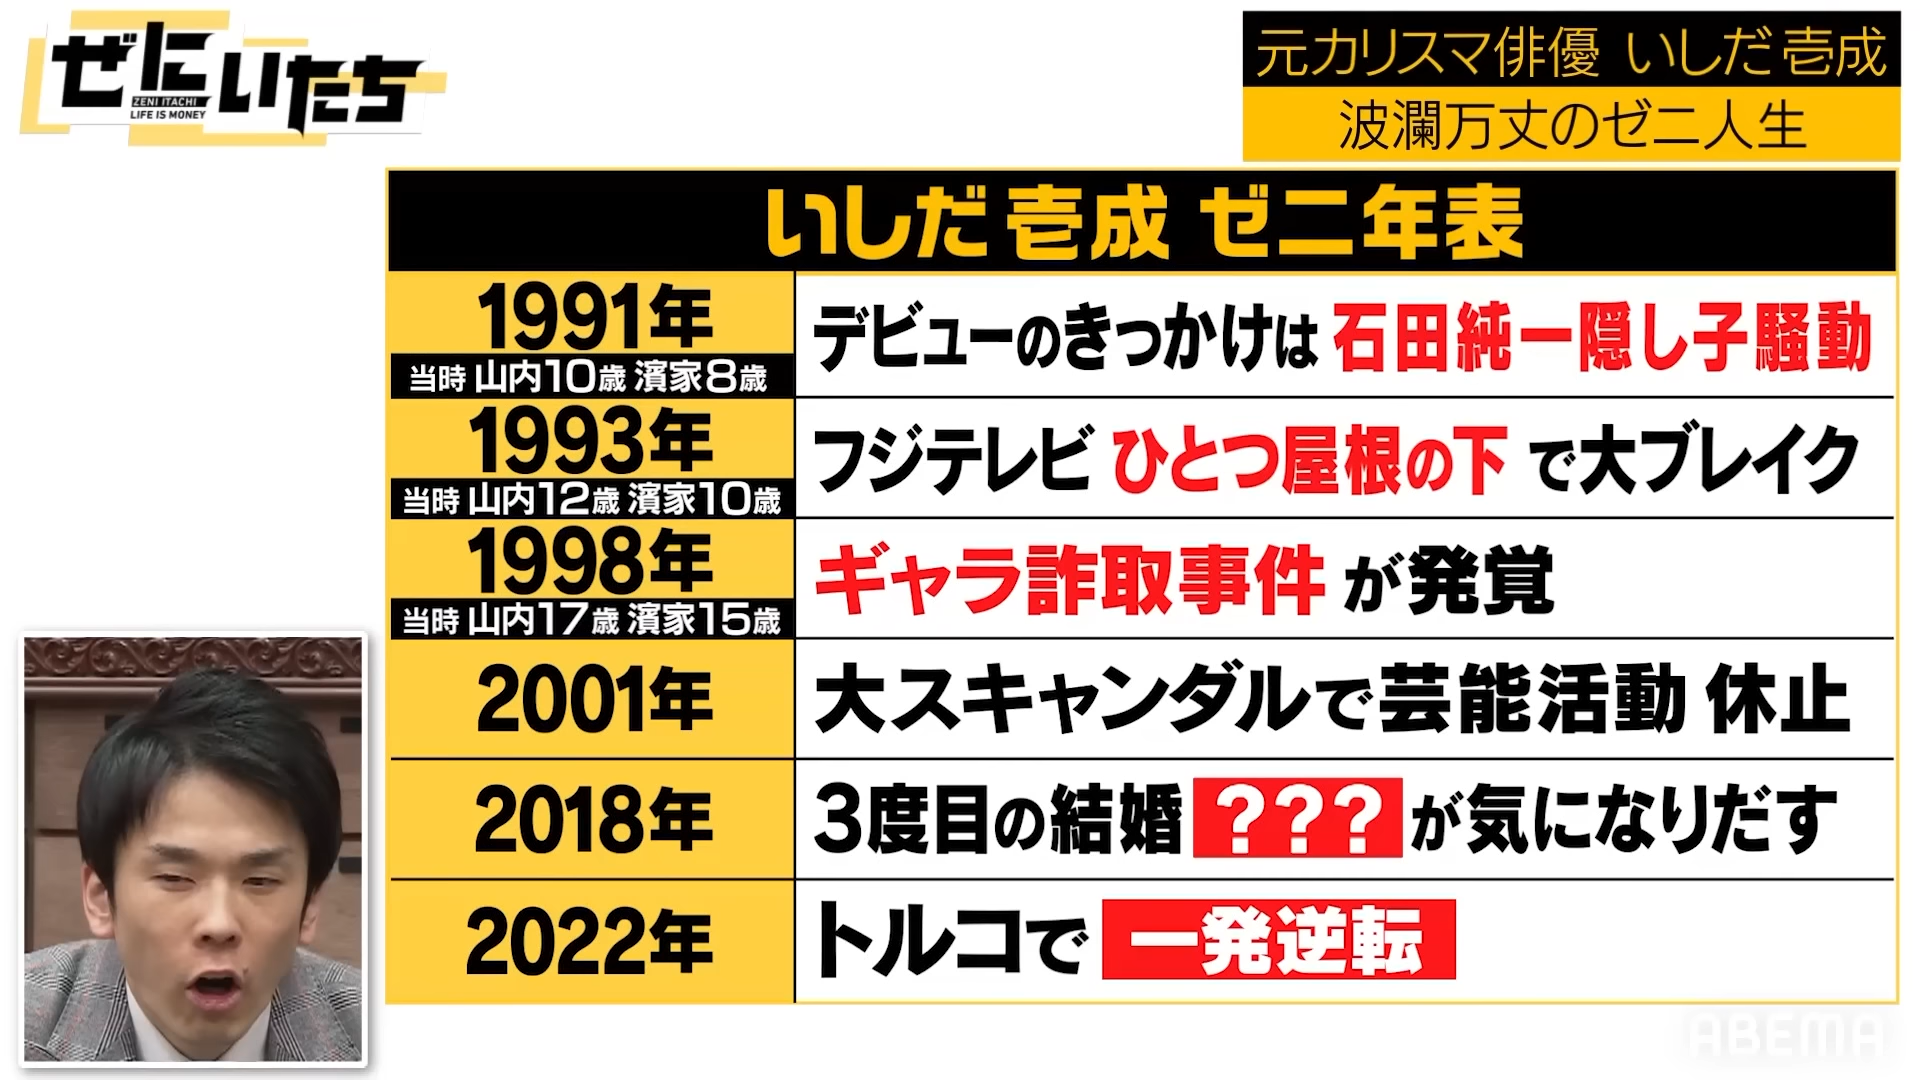 ぜにいたち
ZENI ITACHI
LIFE IS MONEY
元カリスマ俳優 いしだ壱成
波瀾万丈のゼニ人生
いしだ壱成 ゼニ年表
1991年
当時 山内10歳 濱家8歳
デビューのきっかけは 石田純一隠し子騒動
1993年
当時 山内12歳 濱家10歳
フジテレビ ひとつ屋根の下 で大ブレイク
1998年
当時 山内17歳 濱家15歳
ギャラ詐取事件 が発覚
2001年
大スキャンダルで芸能活動 休止
2018年
3度目の結婚 ??? が気になりだす
2022年
トルコで 一発逆転
ABEMA